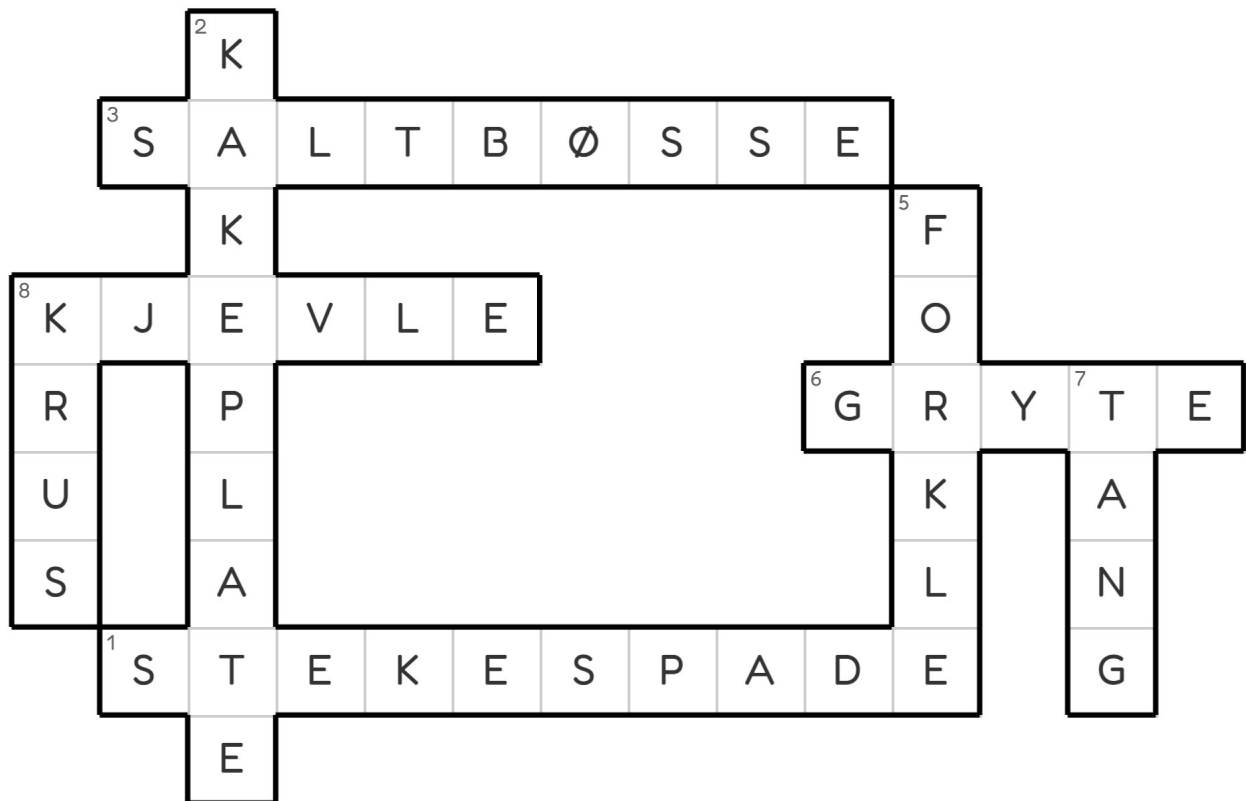 2 K
3 S A L T B Ø S S E
K 5 F
8 K J E V L E O
R P 6 G R Y 7 T E
U L K A
S A L N
1 S T E K E S P A D E G
E